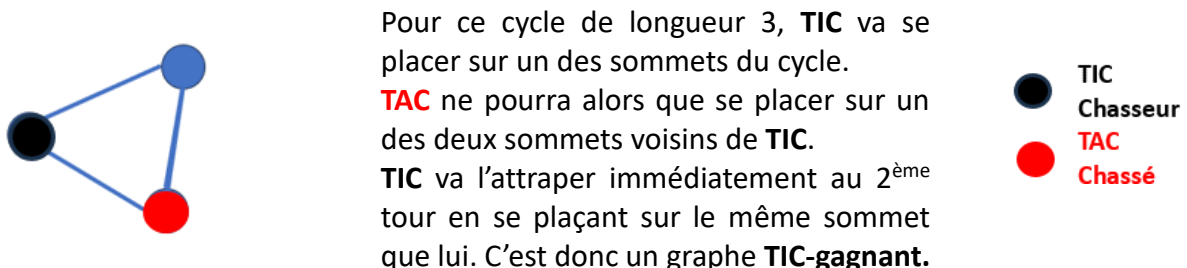 Pour ce cycle de longueur 3, TIC va se
placer sur un des sommets du cycle.
TAC ne pourra alors que se placer sur un
des deux sommets voisins de TIC.
TIC va l’attraper immédiatement au 2ème
tour en se plaçant sur le même sommet
que lui. C’est donc un graphe TIC-gagnant.
TIC
Chasseur
TAC
Chassé